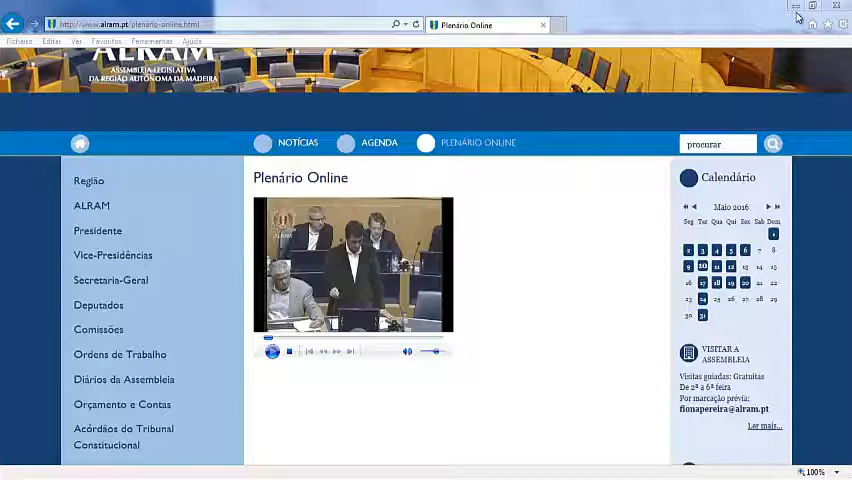 http://www.alram.pt/plenario-online.html
Plenário Online
Ficheiro Editar Ver Favoritos Ferramentas Ajuda
ALRAM
ASSEMBLEIA LEGISLATIVA
DA REGIÃO AUTÓNOMA DA MADEIRA
NOTÍCIAS AGENDA PLENÁRIO ONLINE
procurar
Região
ALRAM
Presidente
Vice-Presidências
Secretaria-Geral
Deputados
Comissões
Ordens de Trabalho
Diários da Assembleia
Orçamento e Contas
Acórdos do Tribunal
Constitucional
Plenário Online
ALRAM
Calendário
Maio 2016
Seg Ter Qua Qui Sex Sab Dom
1
2 3 4 5 6 7 8
9 10 11 12 13 14 15
16 17 18 19 20 21 22
23 24 25 26 27 28 29
30 31
VISITAR A
ASSEMBLEIA
Visitas guiadas: Gratuitas
De 2ª a 6ª feira
Por marcação prévia:
fionapereira@alram.pt
Ler mais...
100%